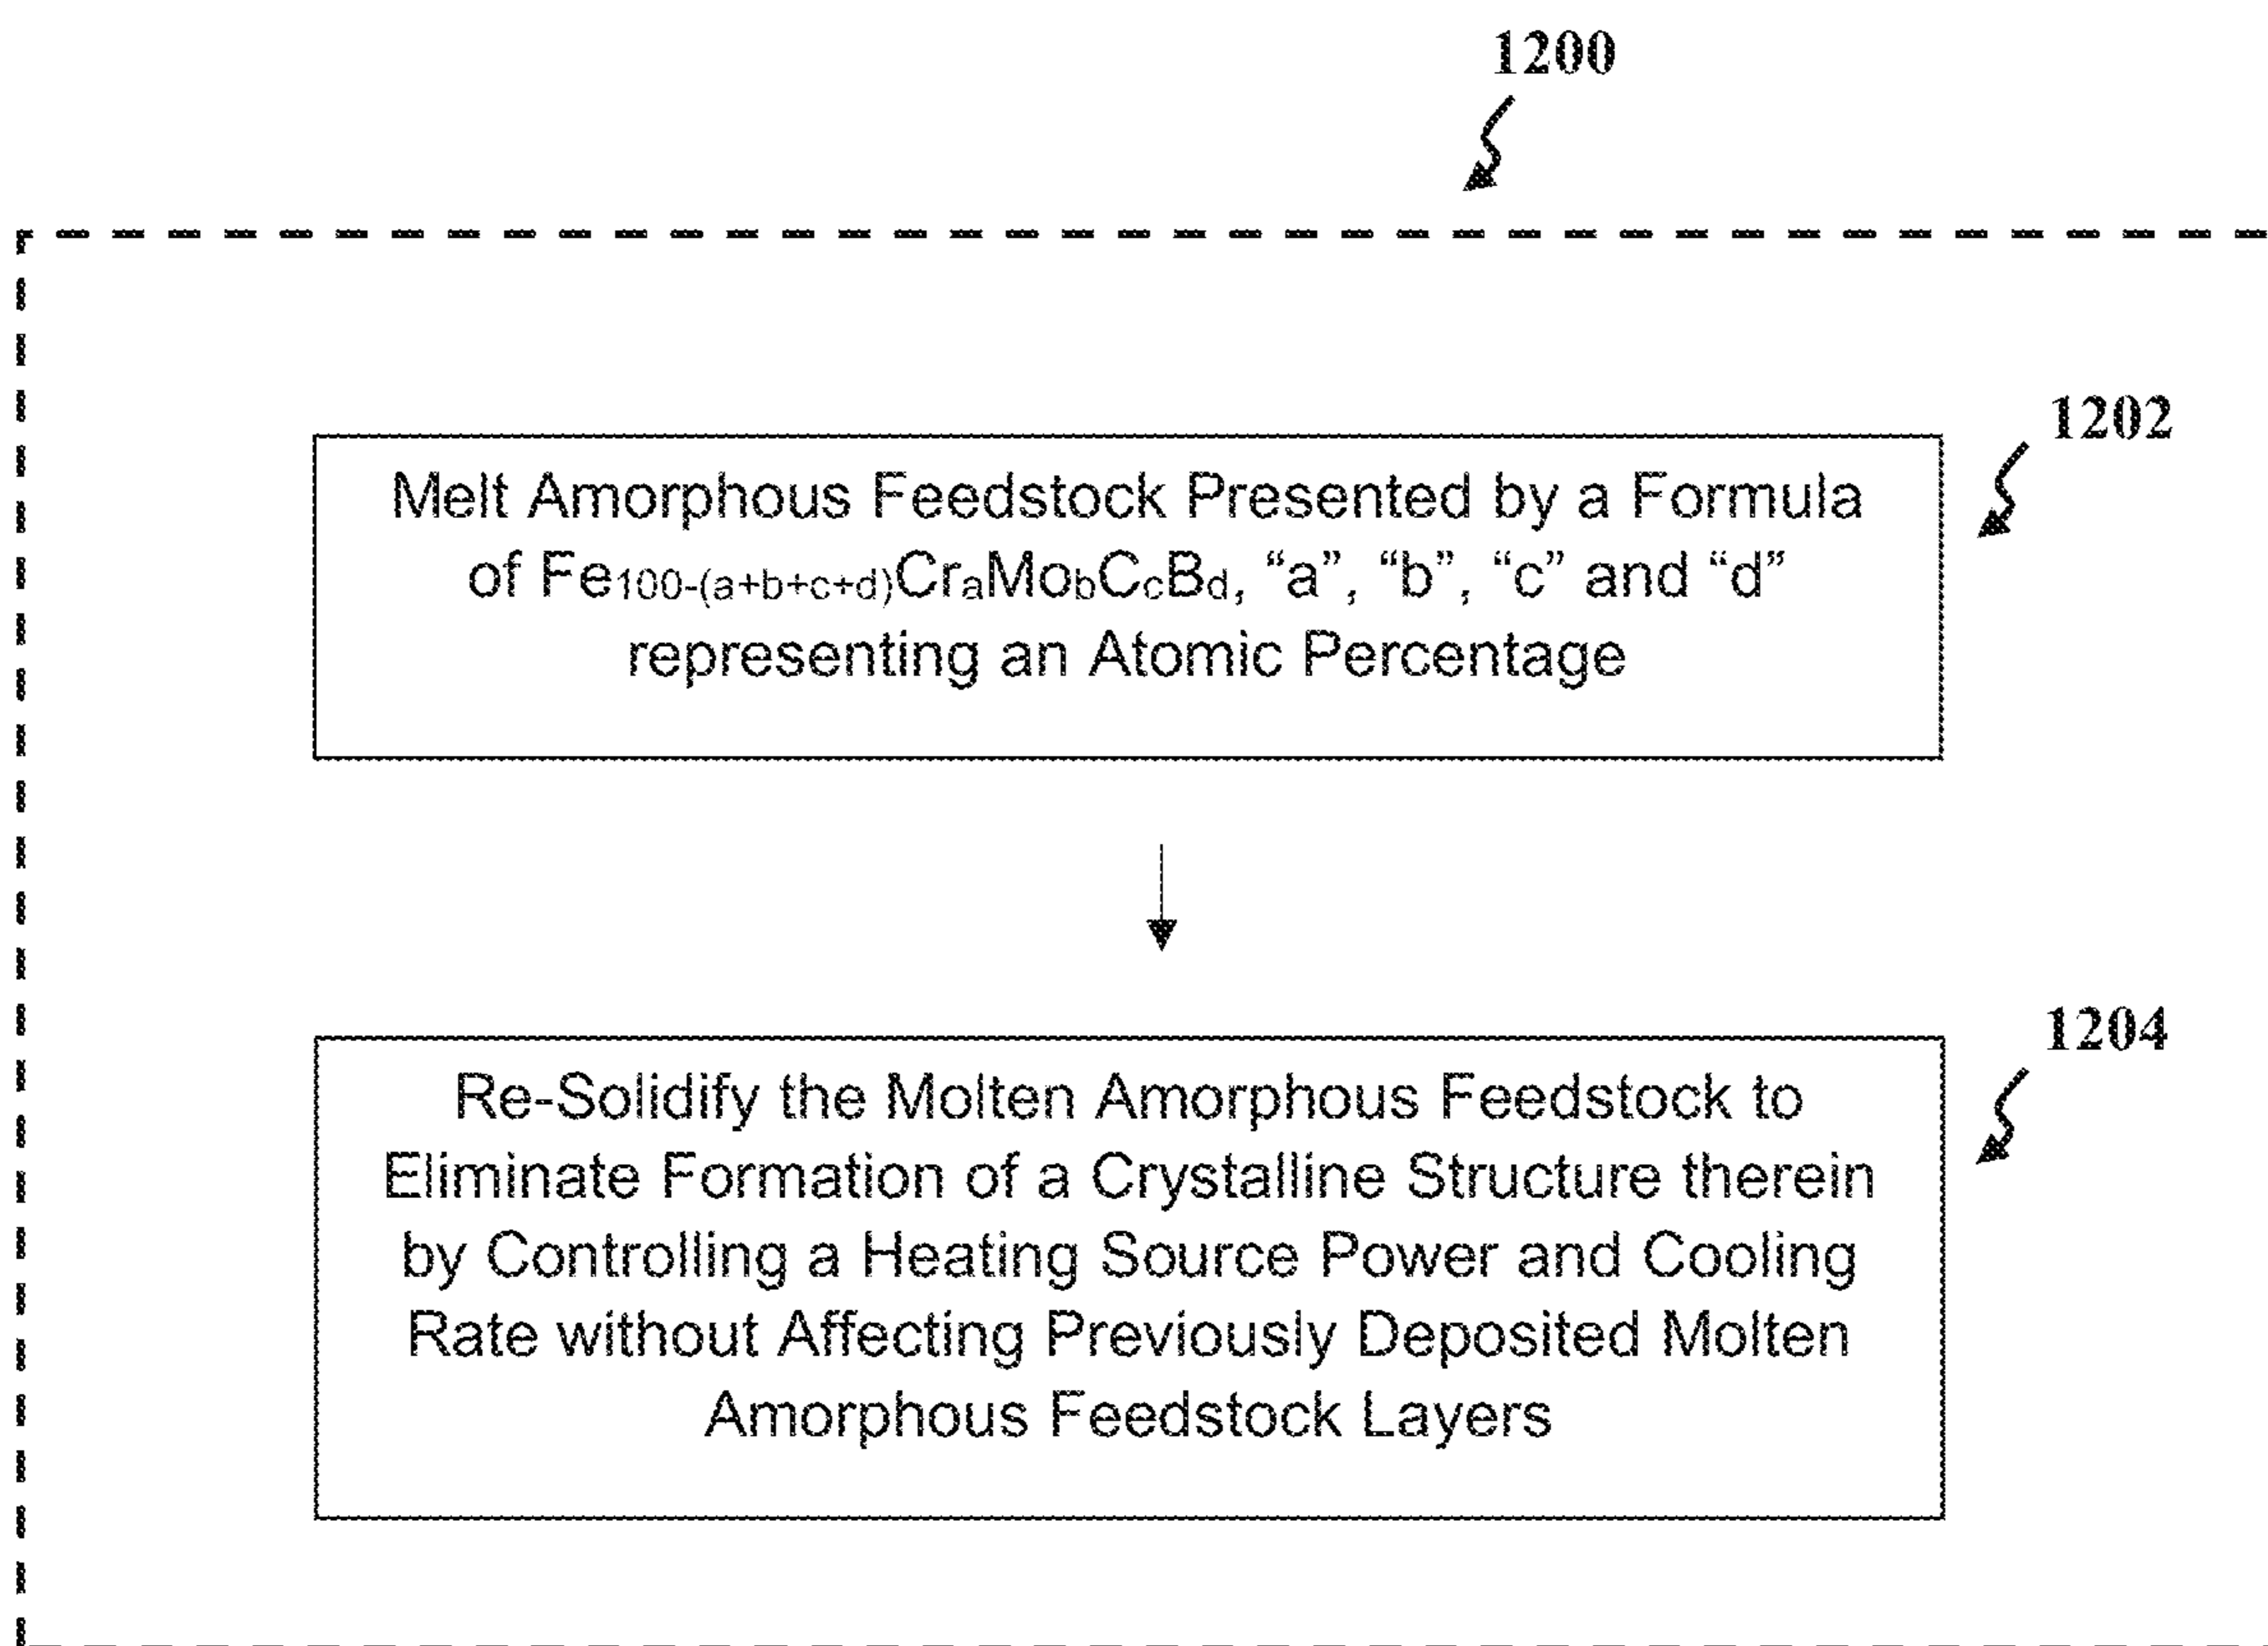 1200
1202
Melt Amorphous Feedstock Presented by a Formula
of Fe100-(a+b+c+d)CraMobCcBd, “a”, “b”, “c” and “d”
representing an Atomic Percentage
1204
Re-Solidify the Molten Amorphous Feedstock to
Eliminate Formation of a Crystalline Structure therein
by Controlling a Heating Source Power and Cooling
Rate without Affecting Previously Deposited Molten
Amorphous Feedstock Layers